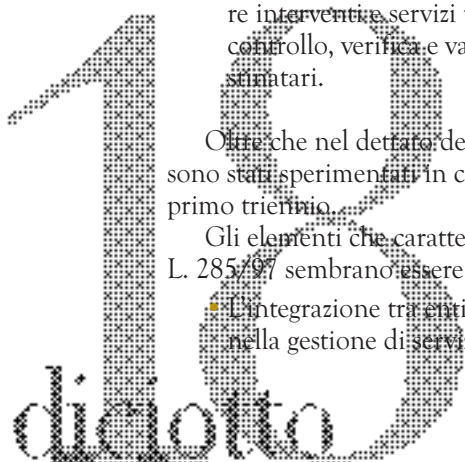 re interventi e servizi
controllo, verifica e va
stinatari.
Oltre che nel dettato de
sono stati sperimentati in c
primo triennio.
Gli elementi che caratte
L. 285/97 sembrano essere
L'integrazione tra enti
nella gestione di servi
18
diciotto